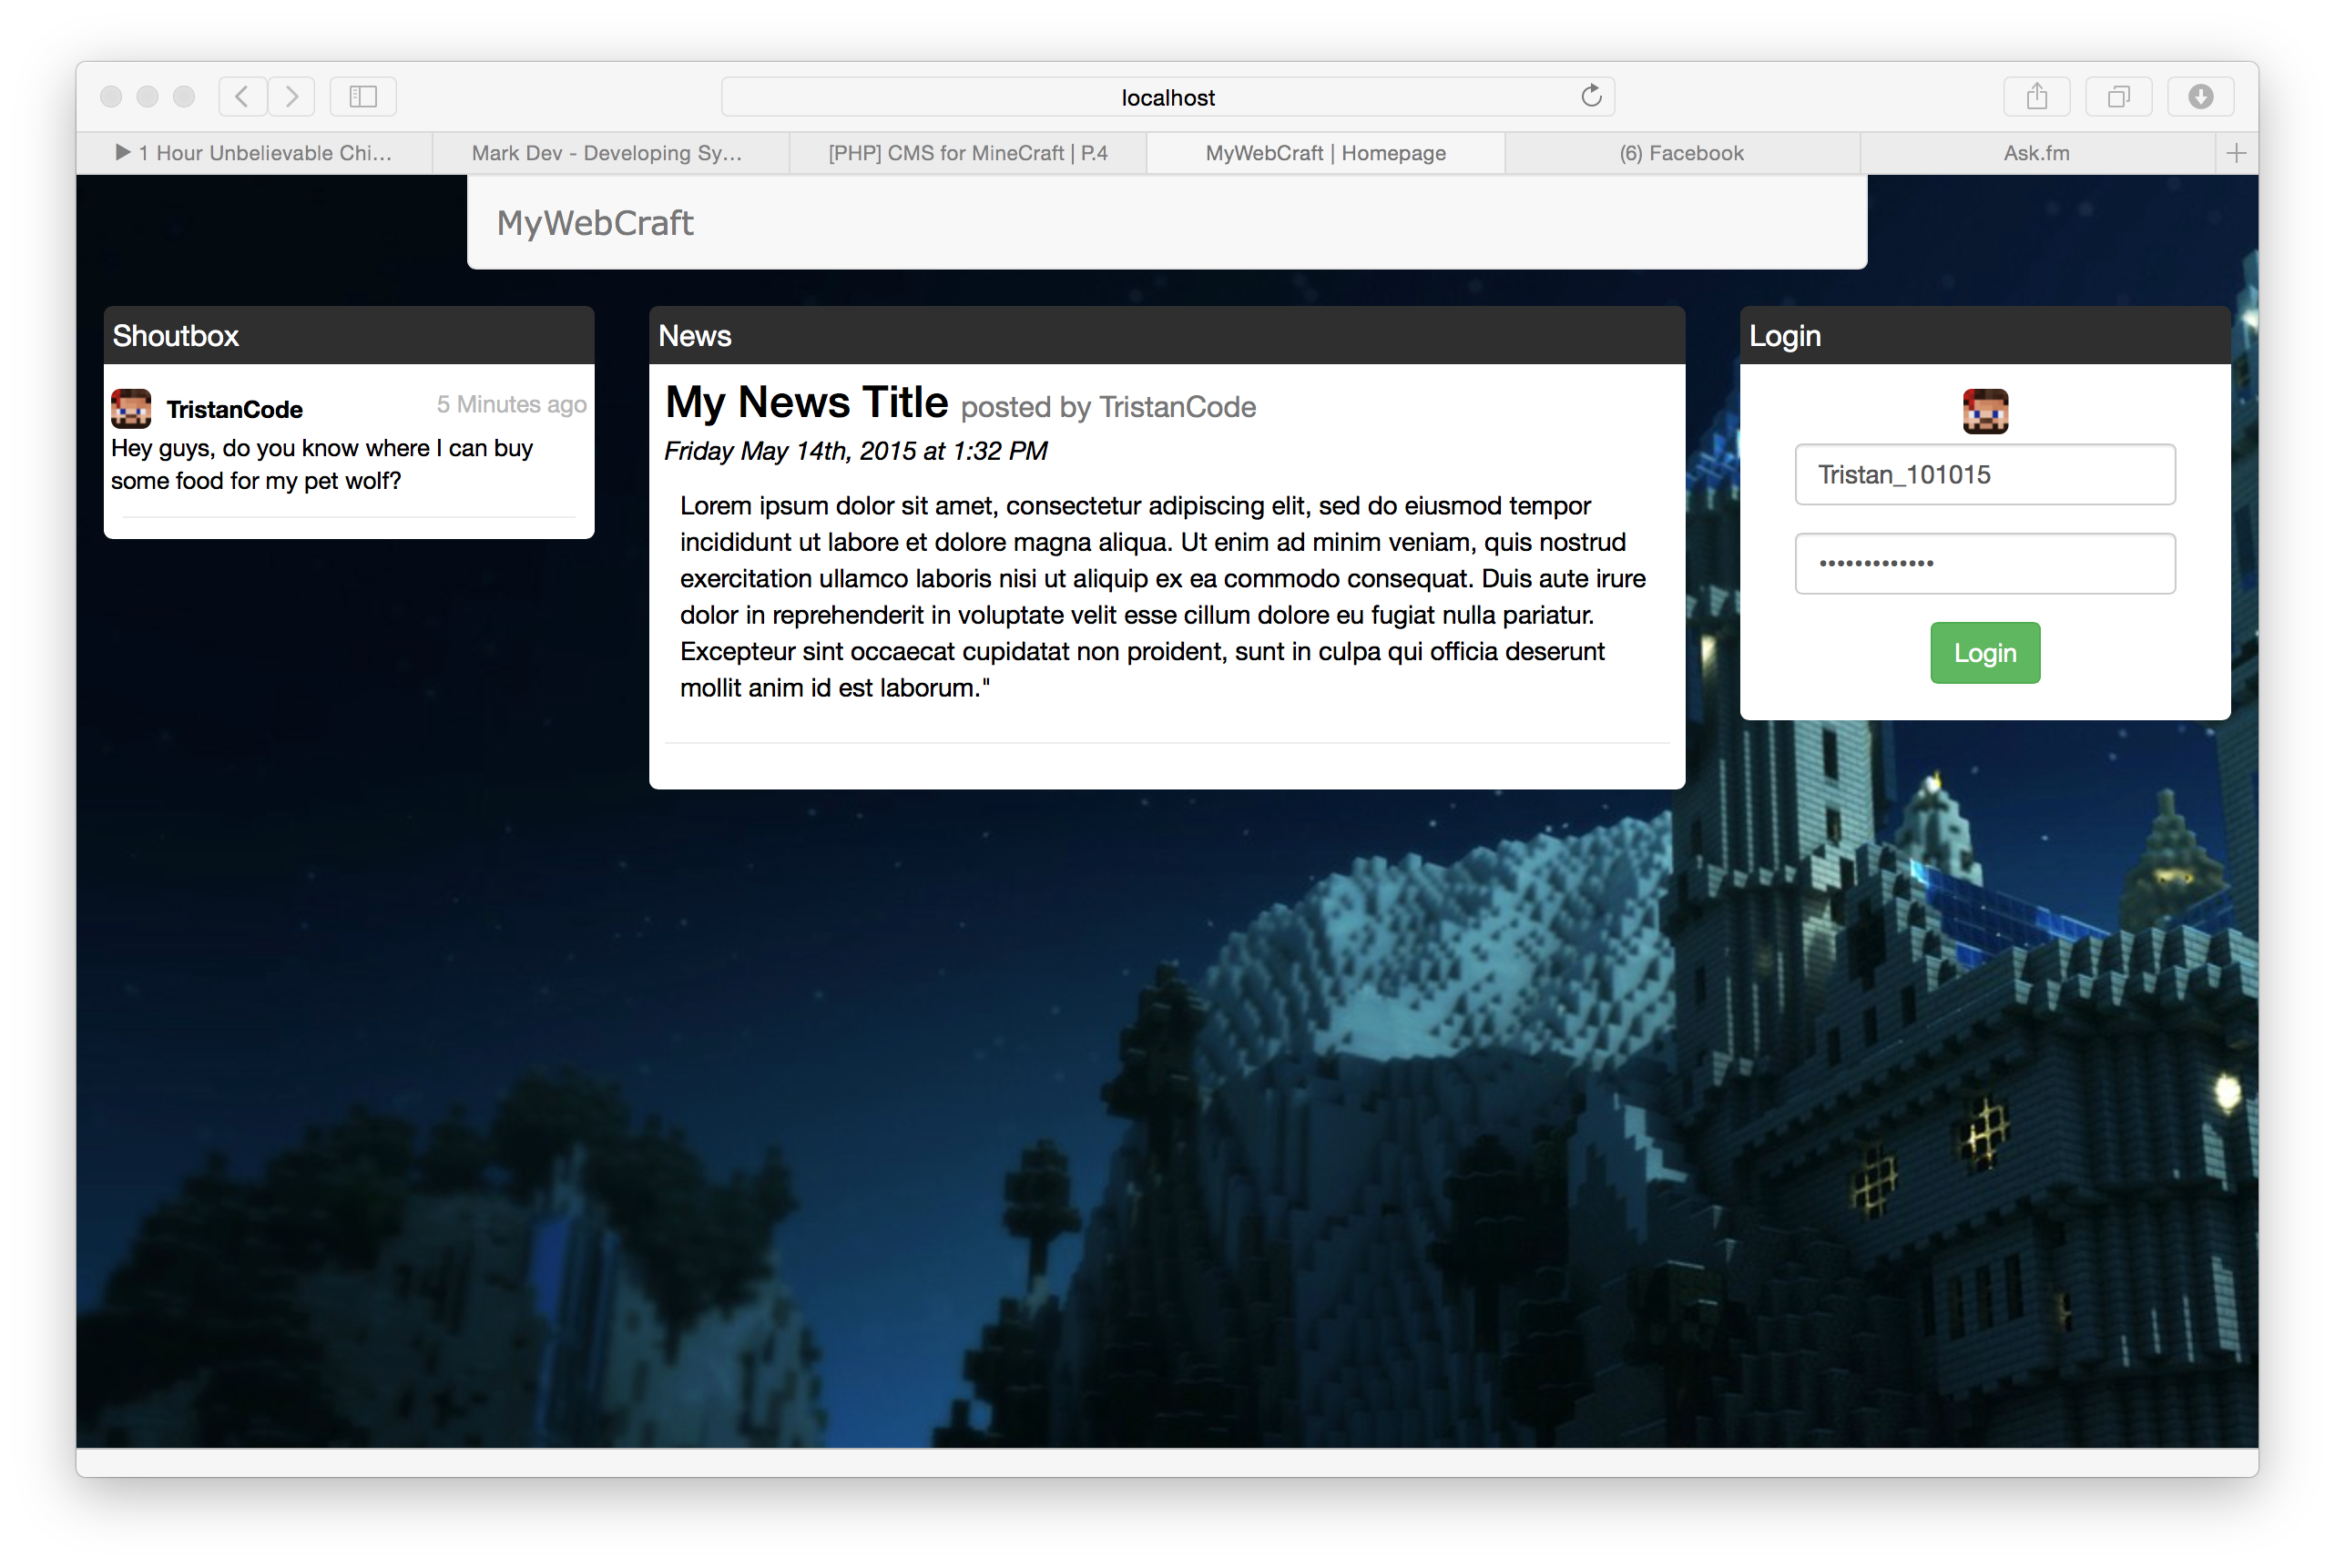 localhost
1 Hour Unbelievable Chi...
Mark Dev - Developing Sy...
[PHP] CMS for MineCraft | P.4
MyWebCraft | Homepage
(6) Facebook
Ask.fm
MyWebCraft
Shoutbox
TristanCode
5 Minutes ago
Hey guys, do you know where I can buy
some food for my pet wolf?
News
My News Title posted by TristanCode
Friday May 14th, 2015 at 1:32 PM
Lorem ipsum dolor sit amet, consectetur adipiscing elit, sed do eiusmod tempor
incididunt ut labore et dolore magna aliqua. Ut enim ad minim veniam, quis nostrud
exercitation ullamco laboris nisi ut aliquip ex ea commodo consequat. Duis aute irure
dolor in reprehenderit in voluptate velit esse cillum dolore eu fugiat nulla pariatur.
Excepteur sint occaecat cupidatat non proident, sunt in culpa qui officia deserunt
mollit anim id est laborum."
Login
Tristan_101015
•••••••••••••
Login